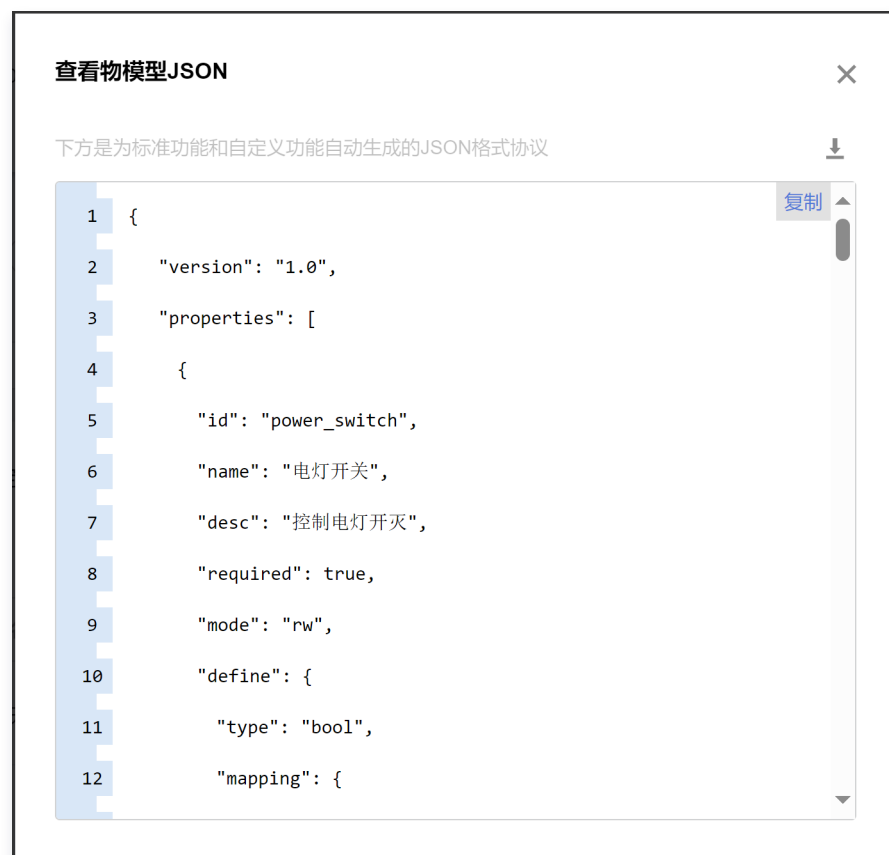 查看物模型JSON
下方是为标准功能和自定义功能自动生成的JSON格式协议
复制
1 {
2 "version": "1.0",
3 "properties": [
4 {
5 "id": "power_switch",
6 "name": "电灯开关",
7 "desc": "控制电灯开灭",
8 "required": true,
9 "mode": "rw",
10 "define": {
11 "type": "bool",
12 "mapping": {